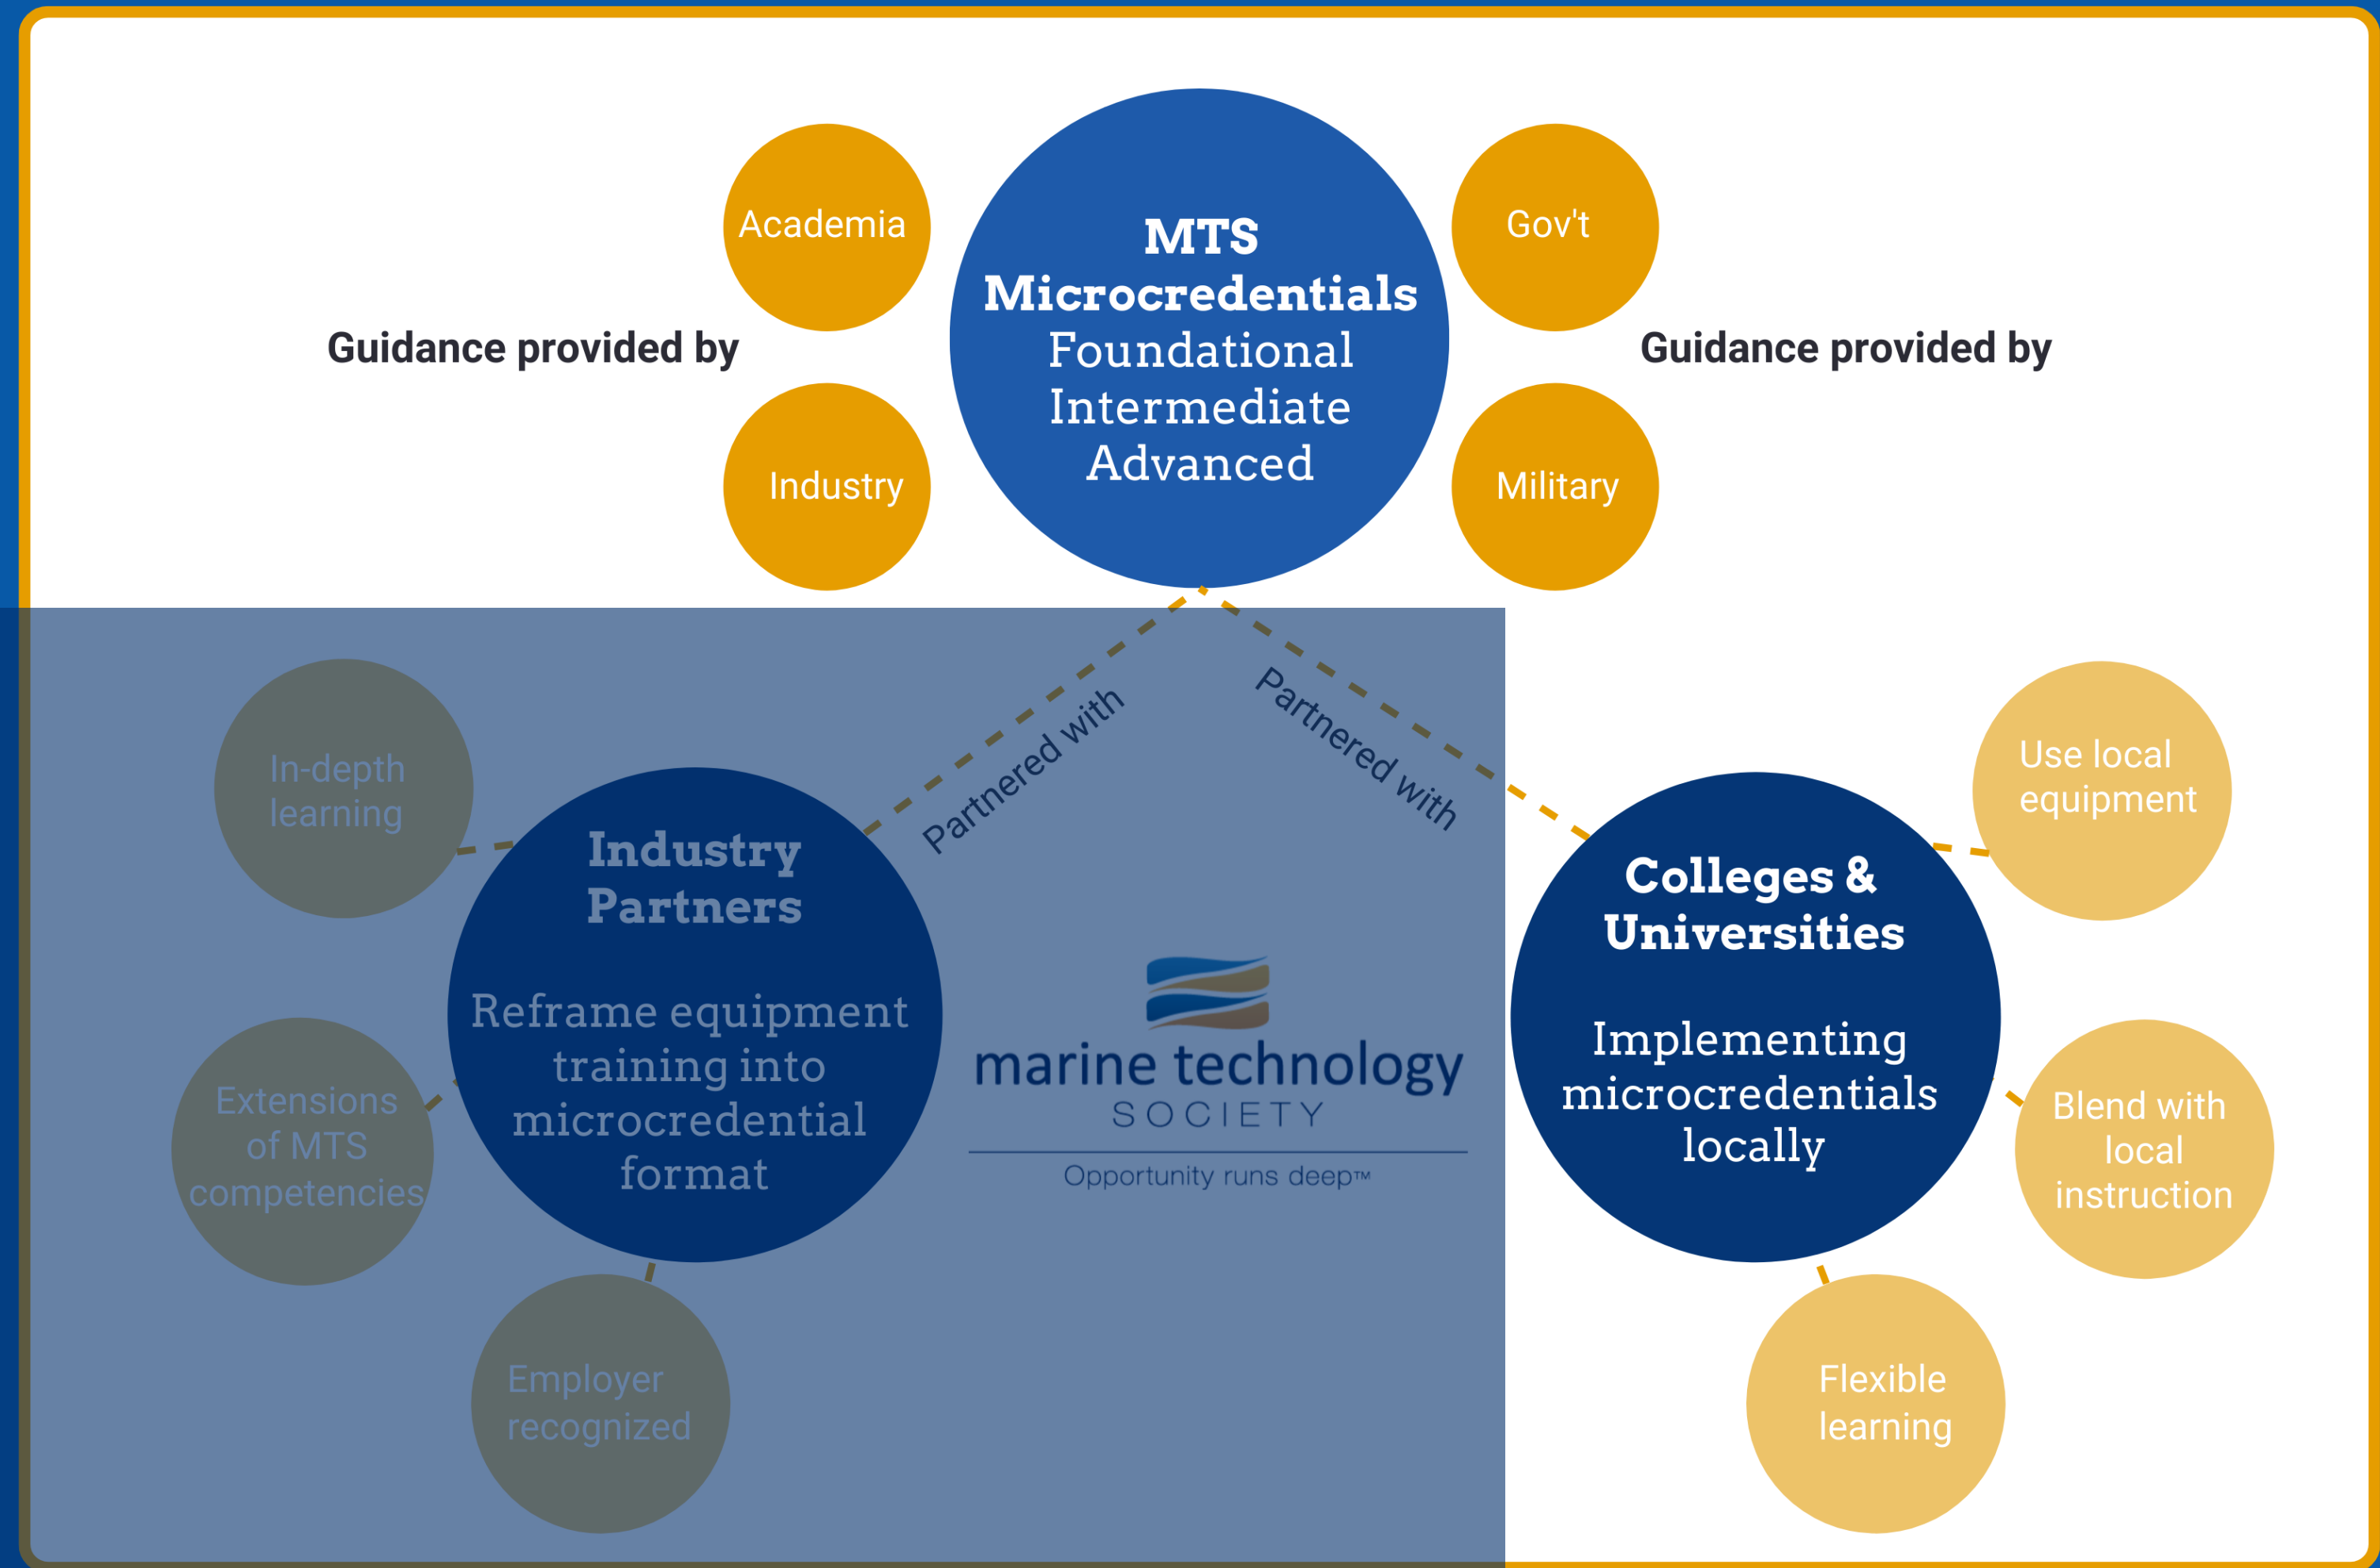 Academia
MTS
Microcredentials
Foundational
Intermediate
Advanced
Gov't
Guidance provided by
Guidance provided by
Industry
Military
Partnered with
Partnered with
In-depth
learning
Industry
Partners
Reframe equipment
training into
microcredential
format
Extensions
of MTS
competencies
Employer
recognized
marine technology
SOCIETY
Opportunity runs deep™
Colleges &
Universities
Implementing
microcredentials
locally
Use local
equipment
Blend with
local
instruction
Flexible
learning